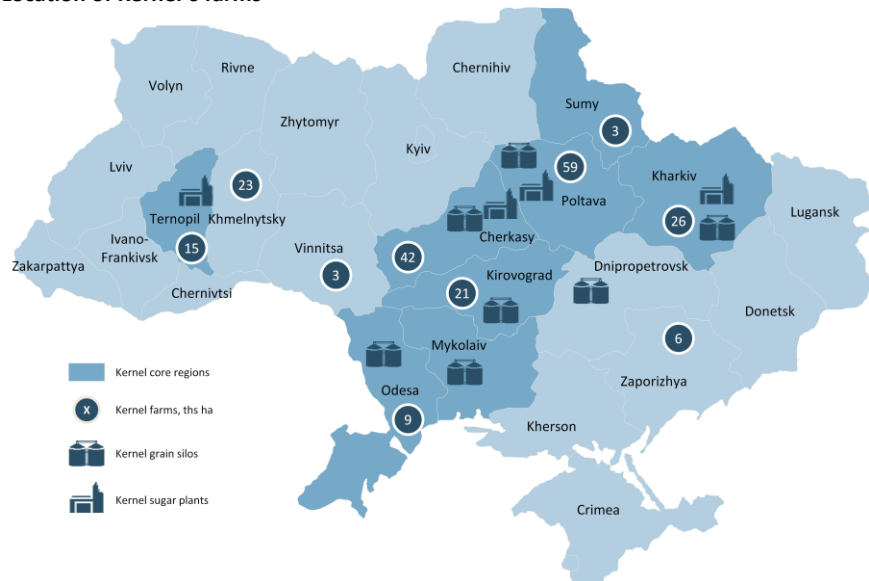 Location of Kernel's farms
Chernihiv
Rivne
Volyn
Sumy
Zhytomyr
3
Kyiv
Lviv
59
Kharkiv
23
Poltava
Lugansk
Ternopil
Khmelnytsky
26
Ivano-
Frankivsk
15
Vinnitsa
Cherkasy
42
Zakarpattya
3
Kirovograd
Dnipropetrovsk
Chernivtsi
21
Donetsk
Mykolaiv
6
Kernel core regions
Odesa
Zaporizhya
X
Kernel farms, ths ha
9
Kherson
Kernel grain silos
Kernel sugar plants
Crimea